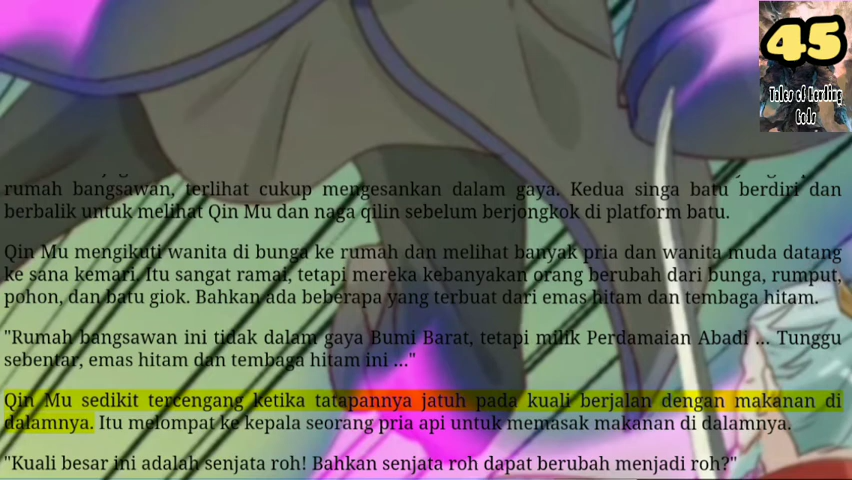 45
Tales of Herding
Gods
rumah bangsawan, terlihat cukup mengesankan dalam gaya. Kedua singa batu berdiri dan
berbalik untuk melihat Qin Mu dan naga qilin sebelum berjongkok di platform batu.
Qin Mu mengikuti wanita di bunga ke rumah dan melihat banyak pria dan wanita muda datang
ke sana kemari. Itu sangat ramai, tetapi mereka kebanyakan orang berubah dari bunga, rumput,
pohon, dan batu giok. Bahkan ada beberapa yang terbuat dari emas hitam dan tembaga hitam.
"Rumah bangsawan ini tidak dalam gaya Bumi Barat, tetapi milik Perdamaian Abadi ... Tunggu
sebentar, emas hitam dan tembaga hitam ini ..."
Qin Mu sedikit tercengang ketika tatapannya jatuh pada kuali berjalan dengan makanan di
dalamnya. Itu melompat ke kepala seorang pria api untuk memasak makanan di dalamnya.
"Kuali besar ini adalah senjata roh! Bahkan senjata roh dapat berubah menjadi roh?"